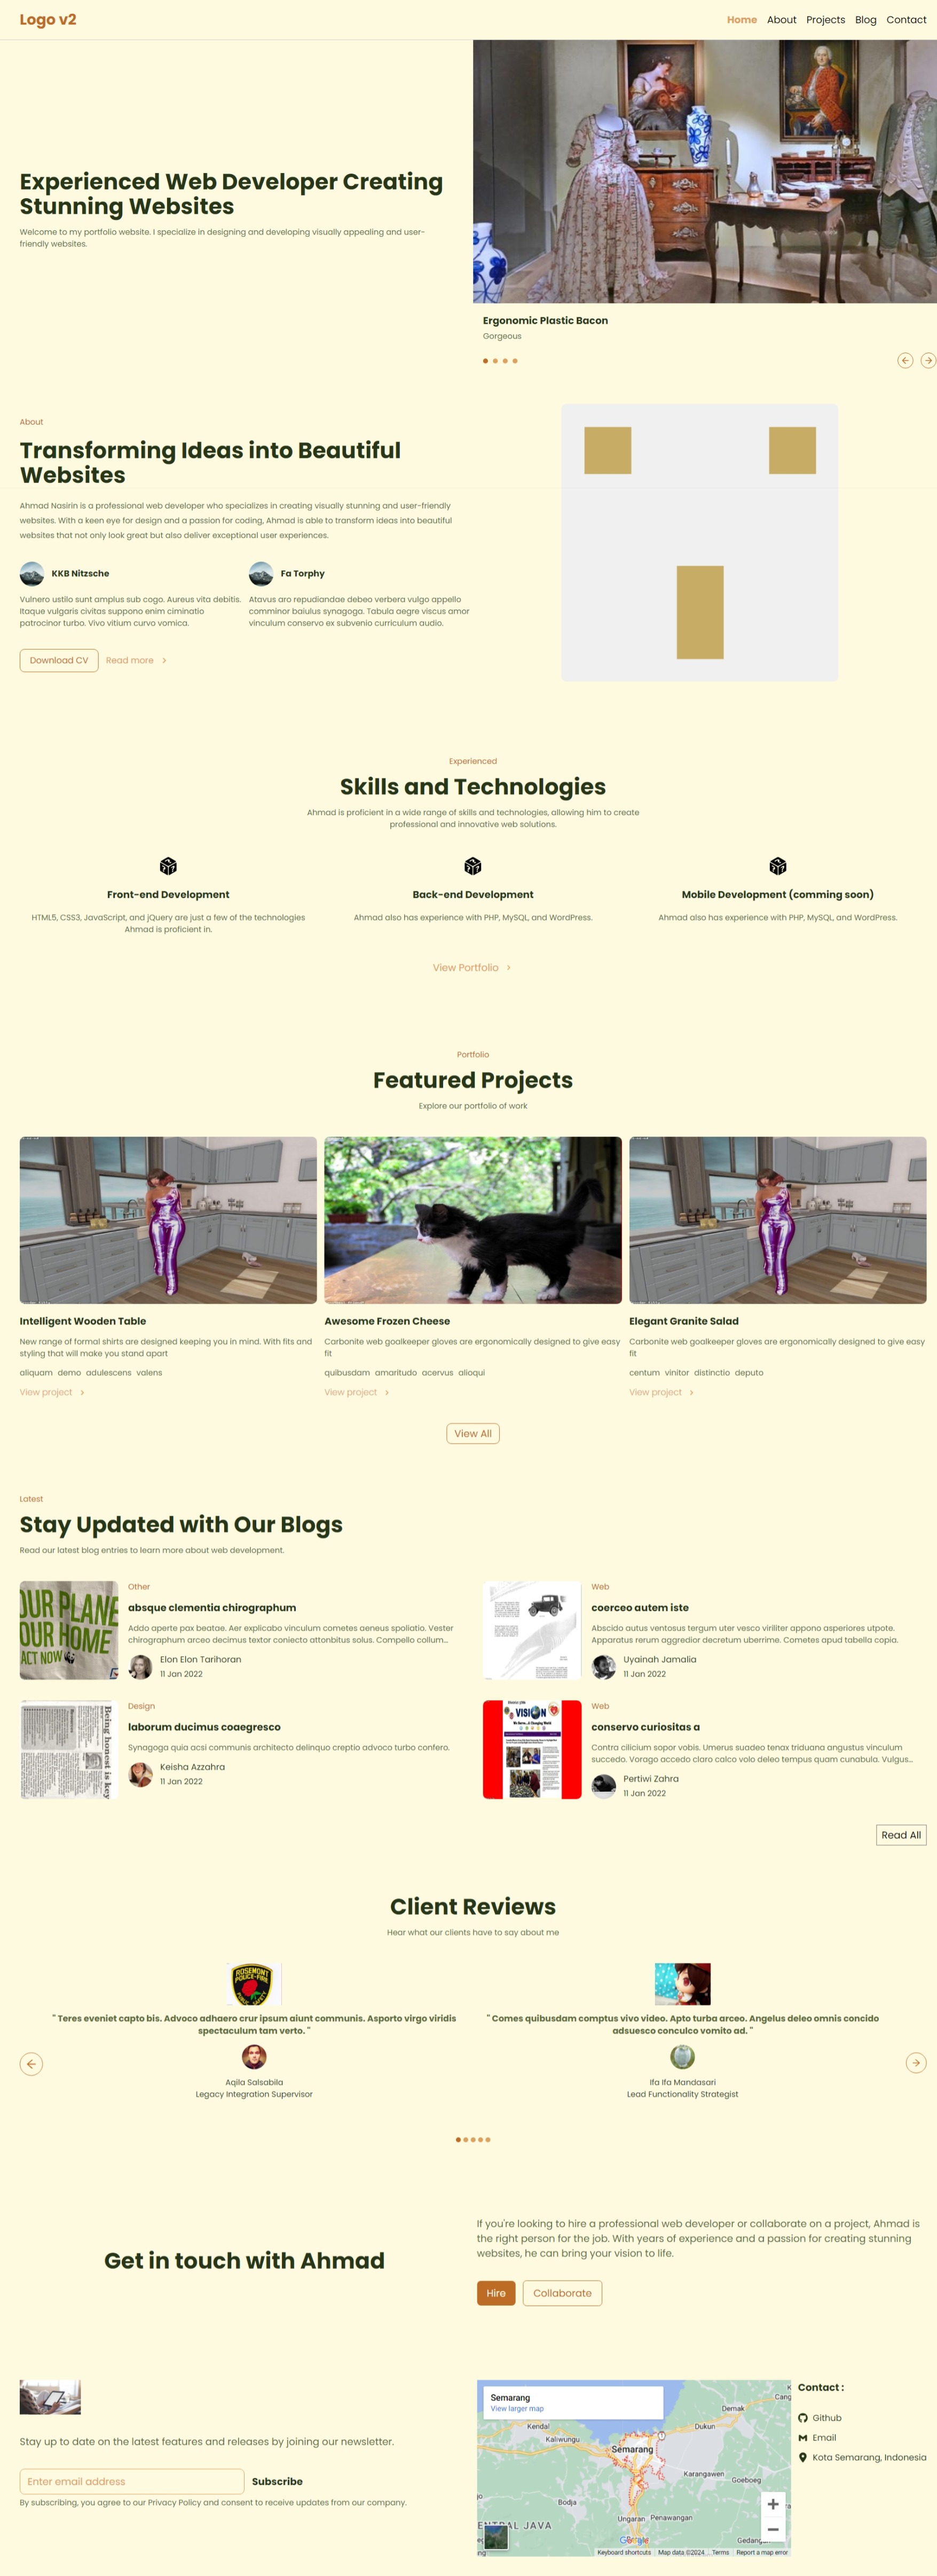 Logo v2
Home About Projects Blog Contact
Experienced Web Developer Creating
Stunning Websites
Welcome to my portfolio website. I specialize in designing and developing visually appealing and user-
friendly websites.
Ergonomic Plastic Bacon
Gorgeous
About
Transforming Ideas into Beautiful
Websites
Ahmad Nasirin is a professional web developer who specializes in creating visually stunning and user-friendly
websites. With a keen eye for design and a passion for coding, Ahmad is able to transform ideas into beautiful
websites that not only look great but also deliver exceptional user experiences.
KKB Nitzsche
Vulnero ustilo sunt amplus sub cogo. Aureus vita debitis.
Itaque vulgaris civitas suppono enim ciminatio
patrocinor turbo. Vivo vitium curvo vomica.
Fa Torphy
Atavus aro repudiandae debeo verbera vulgo appello
comminor baiulus synagoga. Tabula aegre viscus amor
vinculum conservo ex subvenio curriculum audio.
Download CV Read more
Experienced
Skills and Technologies
Ahmad is proficient in a wide range of skills and technologies, allowing him to create
professional and innovative web solutions.
Front-end Development
HTML5, CSS3, JavaScript, and jQuery are just a few of the technologies
Ahmad is proficient in.
Back-end Development
Ahmad also has experience with PHP, MySQL, and WordPress.
Mobile Development (comming soon)
Ahmad also has experience with PHP, MySQL, and WordPress.
View Portfolio
Portfolio
Featured Projects
Explore our portfolio of work
Intelligent Wooden Table
New range of formal shirts are designed keeping you in mind. With fits and
styling that will make you stand apart
aliquam demo adulescens valens
View project
Awesome Frozen Cheese
Carbonite web goalkeeper gloves are ergonomically designed to give easy
fit
quibusdam amaritudo acervus alioqui
View project
Elegant Granite Salad
Carbonite web goalkeeper gloves are ergonomically designed to give easy
fit
centum vinitor distinctio deputo
View project
View All
Latest
Stay Updated with Our Blogs
Read our latest blog entries to learn more about web development.
OUR PLANE
OUR HOME
ACT NOW
Other
absque clementia chirographum
Addo aperte pax beatae. Aer explicabo vinculum cometes aeneus spoliatio. Vester
chirographum arceo decimus textor coniecto attonbitus solus. Compello collum...
Elon Elon Tarihoran
11 Jan 2022
Web
coerceo autem iste
Abscido autus ventosus tergum uter vesco viriliter appono asperiores utpote.
Apparatus rerum aggredior decretum uberrime. Cometes apud tabella copia.
Uyainah Jamalia
11 Jan 2022
Being honest is key
Design
laborum ducimus coaegresco
Synagoga quia acsi communis architecto delinquo creptio advoco turbo confero.
Keisha Azzahra
11 Jan 2022
VISION
Web
conservo curiositas a
Contra cilicium sopor vobis. Umerus suadeo tenax triduana angustus vinculum
succedo. Vorago accedo claro calco volo deleo tempus quam cunabula. Vulgus...
Pertiwi Zahra
11 Jan 2022
Read All
Client Reviews
Hear what our clients have to say about me
ROSEMONT
" Teres eveniet capto bis. Advoco adhaero crur ipsum aiunt communis. Asporto virgo viridis
spectaculum tam verto. "
Aqila Salsabila
Legacy Integration Supervisor
" Comes quibusdam comptus vivo video. Apto turba arceo. Angelus deleo omnis concido
adsuesco conculco vomito ad. "
Ifa Ifa Mandasari
Lead Functionality Strategist
Get in touch with Ahmad
If you're looking to hire a professional web developer or collaborate on a project, Ahmad is
the right person for the job. With years of experience and a passion for creating stunning
websites, he can bring your vision to life.
Hire Collaborate
Stay up to date on the latest features and releases by joining our newsletter.
Enter email address Subscribe
By subscribing, you agree to our Privacy Policy and consent to receive updates from our company.
Semarang
View larger map
Kendal
Kaliwungu
Semarang
Demak
Dukun
Karangawen
Goeboeg
Bodja
Ungaran
Penawangan
ENTRAL JAVA
Google
Keyboard shortcuts Map data ©2024 Terms Report a map error
Contact :
Github
Email
Kota Semarang, Indonesia